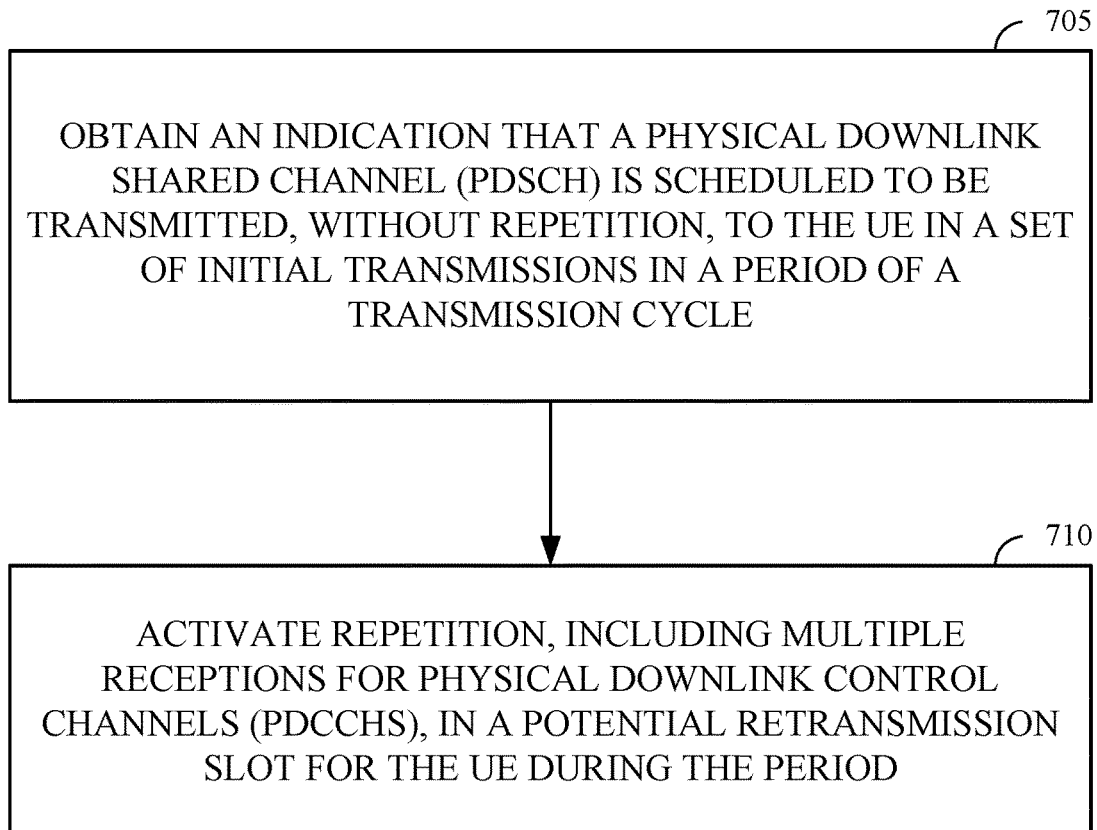 705
OBTAIN AN INDICATION THAT A PHYSICAL DOWNLINK
SHARED CHANNEL (PDSCH) IS SCHEDULED TO BE
TRANSMITTED, WITHOUT REPETITION, TO THE UE IN A SET
OF INITIAL TRANSMISSIONS IN A PERIOD OF A
TRANSMISSION CYCLE
710
ACTIVATE REPETITION, INCLUDING MULTIPLE
RECEPTIONS FOR PHYSICAL DOWNLINK CONTROL
CHANNELS (PDCCHS), IN A POTENTIAL RETRANSMISSION
SLOT FOR THE UE DURING THE PERIOD